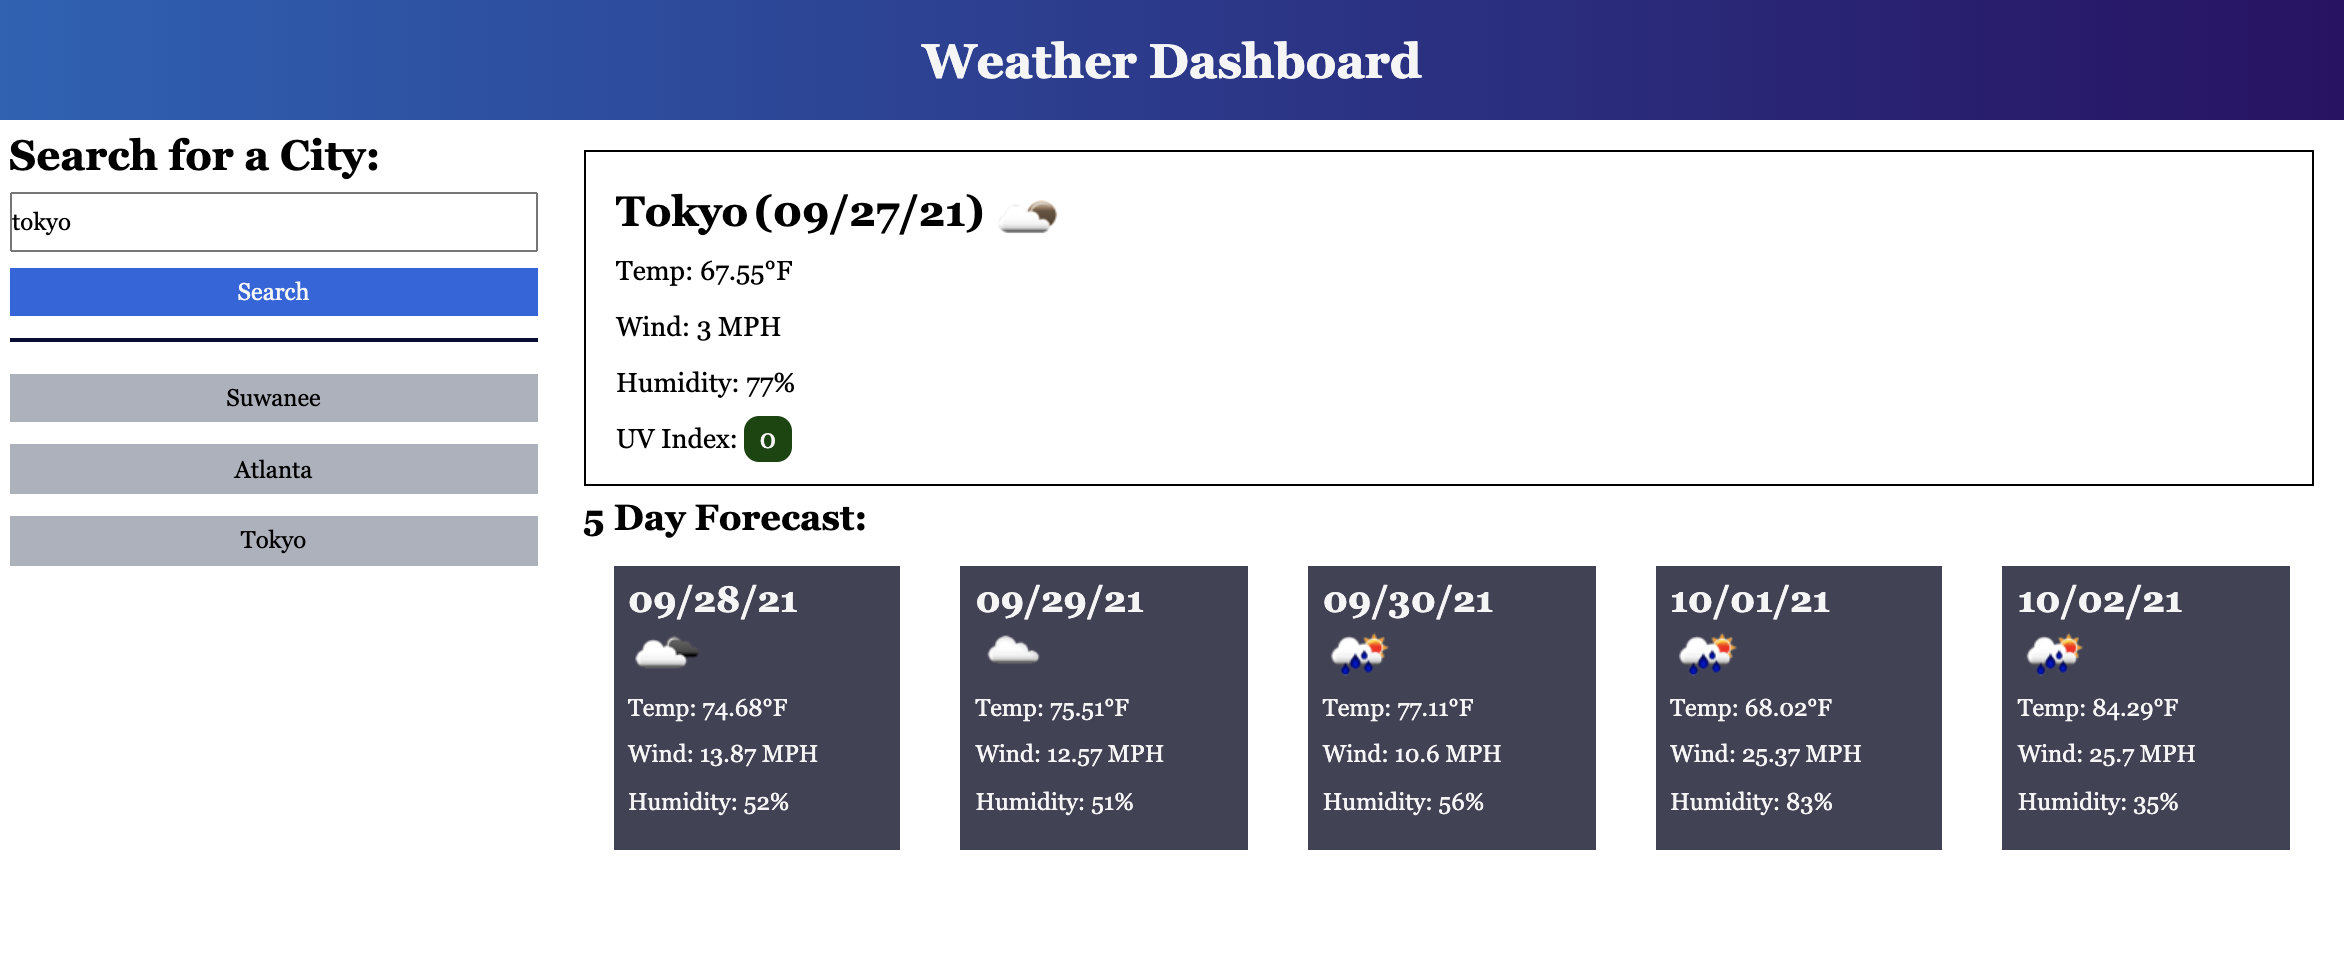 Weather Dashboard
Search for a City:
tokyo
Search
Suwanee
Atlanta
Tokyo
Tokyo (09/27/21)
Temp: 67.55°F
Wind: 3 MPH
Humidity: 77%
UV Index: 0
5 Day Forecast:
09/28/21
Temp: 74.68°F
Wind: 13.87 MPH
Humidity: 52%
09/29/21
Temp: 75.51°F
Wind: 12.57 MPH
Humidity: 51%
09/30/21
Temp: 77.11°F
Wind: 10.6 MPH
Humidity: 56%
10/01/21
Temp: 68.02°F
Wind: 25.37 MPH
Humidity: 83%
10/02/21
Temp: 84.29°F
Wind: 25.7 MPH
Humidity: 35%